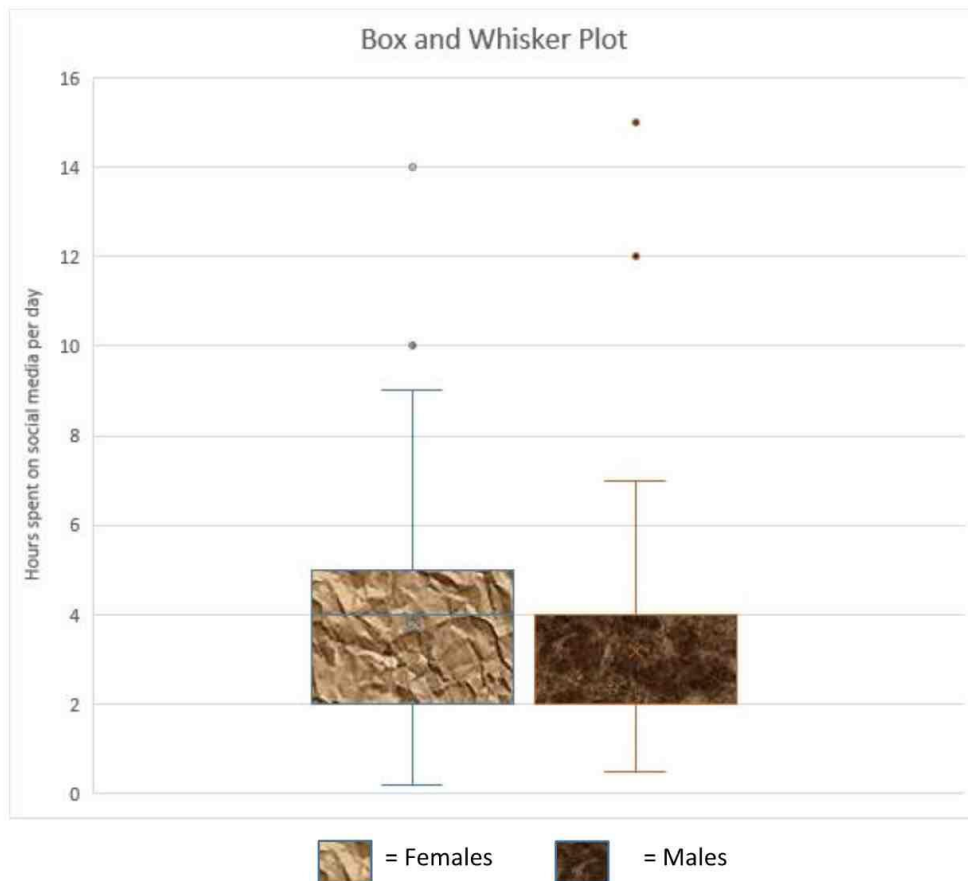 Box and Whisker Plot
Hours spent on social media per day
16
14
12
10
8
6
4
2
0
= Females
= Males